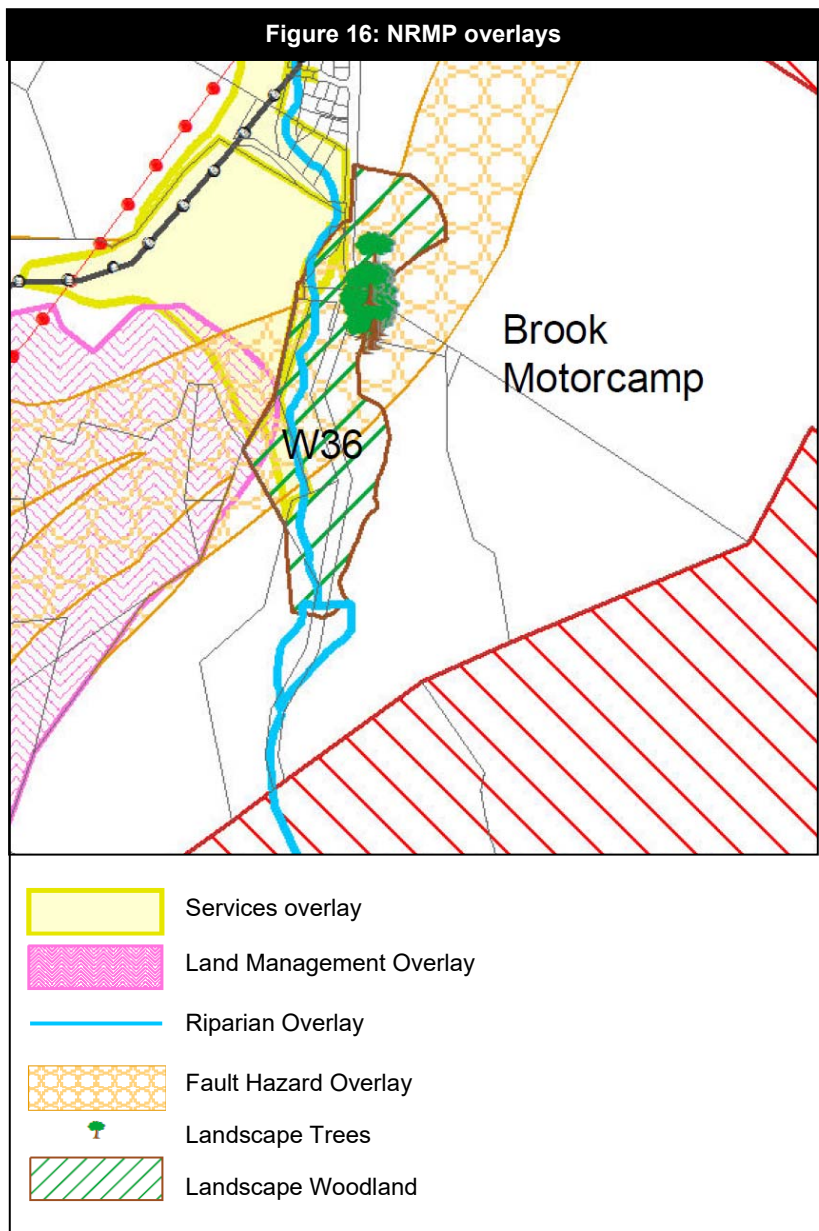 Figure 16: NRMP overlays
Brook
Motorcamp
W36
Services overlay
Land Management Overlay
Riparian Overlay
Fault Hazard Overlay
Landscape Trees
Landscape Woodland